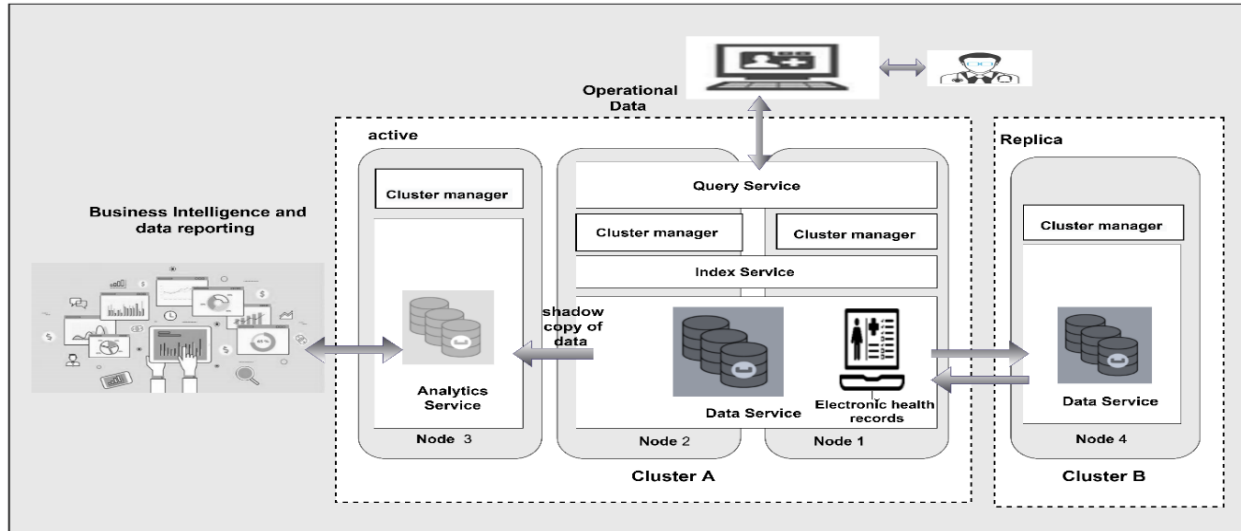 Operational
Data
active
Replica
Cluster manager
Query Service
Cluster manager
Cluster manager
Cluster manager
Business Intelligence and
data reporting
Index Service
shadow
copy of
data
Analytics
Service
Data Service
Electronic health
records
Data Service
Node 3
Node 2
Node 1
Node 4
Cluster A
Cluster B